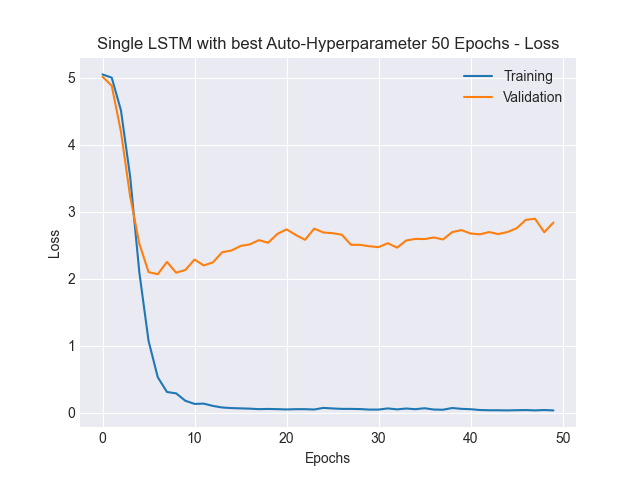 Single LSTM with best Auto-Hyperparameter 50 Epochs - Loss
Training
Validation
5
4
3
2
1
0
Loss
0 10 20 30 40 50
Epochs